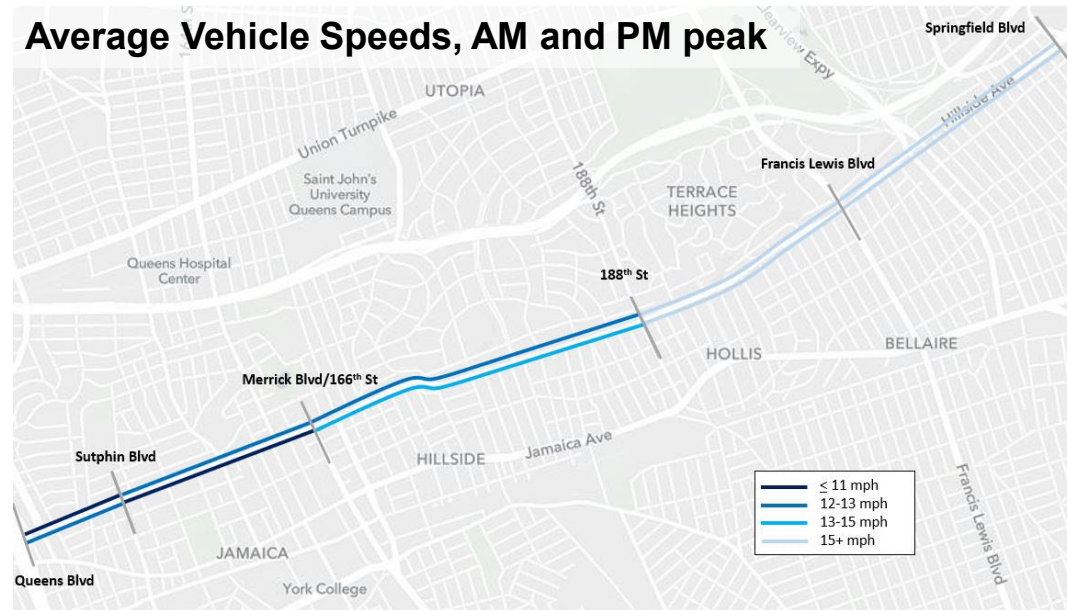 Average Vehicle Speeds, AM and PM peak
Springfield Blvd
Clearview Expy
UTOPIA
Hillside Ave
Union Turnpike
Francis Lewis Blvd
188th St
Saint John's
University
Queens Campus
TERRACE
HEIGHTS
Queens Hospital
Center
188th St
BELLAIRE
HOLLIS
Merrick Blvd/166th St
Jamaica Ave
Sutphin Blvd
HILLSIDE
≤ 11 mph
12-13 mph
13-15 mph
15+ mph
Francis Lewis Blvd
JAMAICA
Queens Blvd
York College